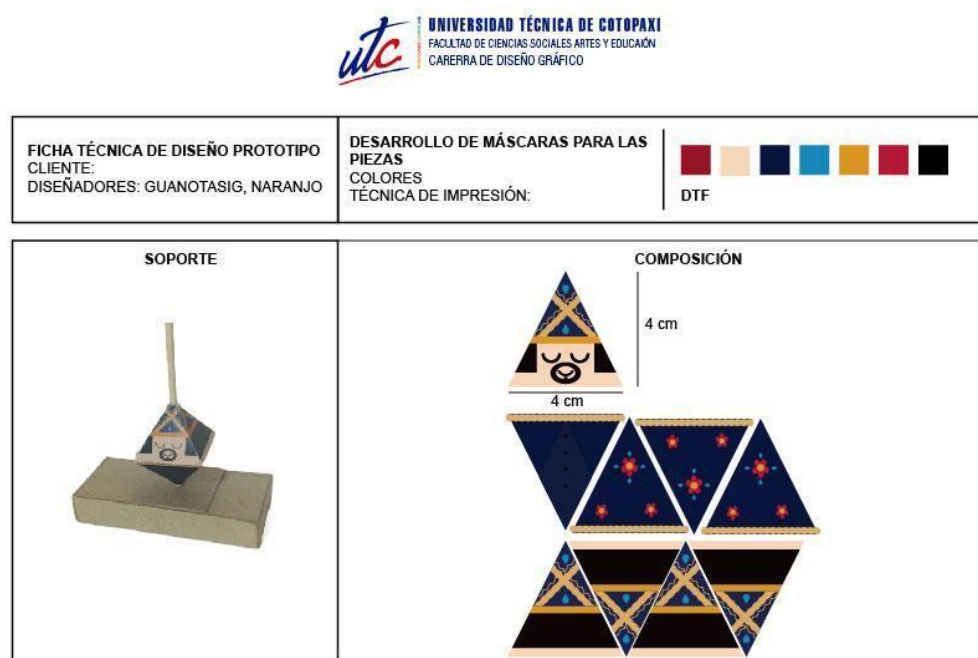 utc
UNIVERSIDAD TÉCNICA DE COTOPAXI
FACULTAD DE CIENCIAS SOCIALES ARTES Y EDUCAIÓN
CARERRA DE DISEÑO GRÁFICO
FICHA TÉCNICA DE DISEÑO PROTOTIPO
CLIENTE:
DISEÑADORES: GUANOTASIG, NARANJO
DESARROLLO DE MÁSCARAS PARA LAS
PIEZAS
COLORES
TÉCNICA DE IMPRESIÓN:
DTF
SOPORTE
COMPOSICIÓN
4 cm
4 cm